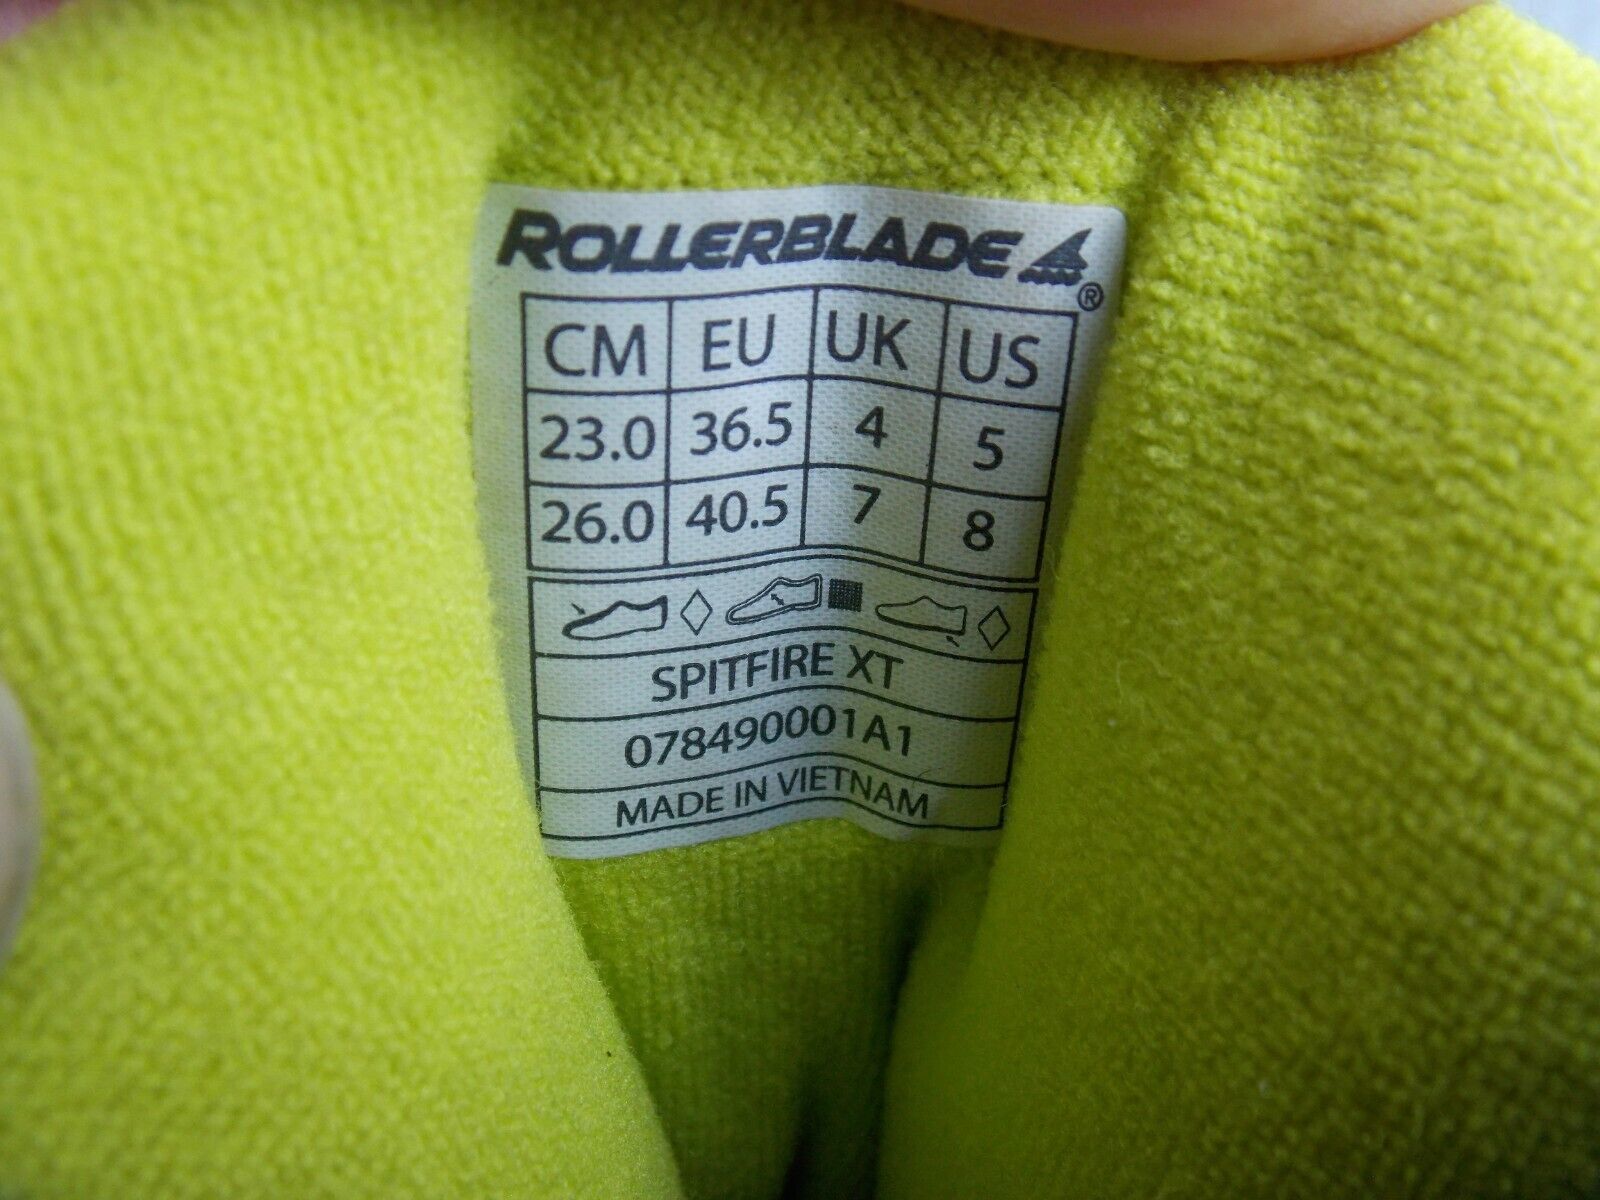 ROLLERBLADE ®
CM EU UK US
23.0 36.5 4 5
26.0 40.5 7 8
SPITFIRE XT
078490001A1
MADE IN VIETNAM